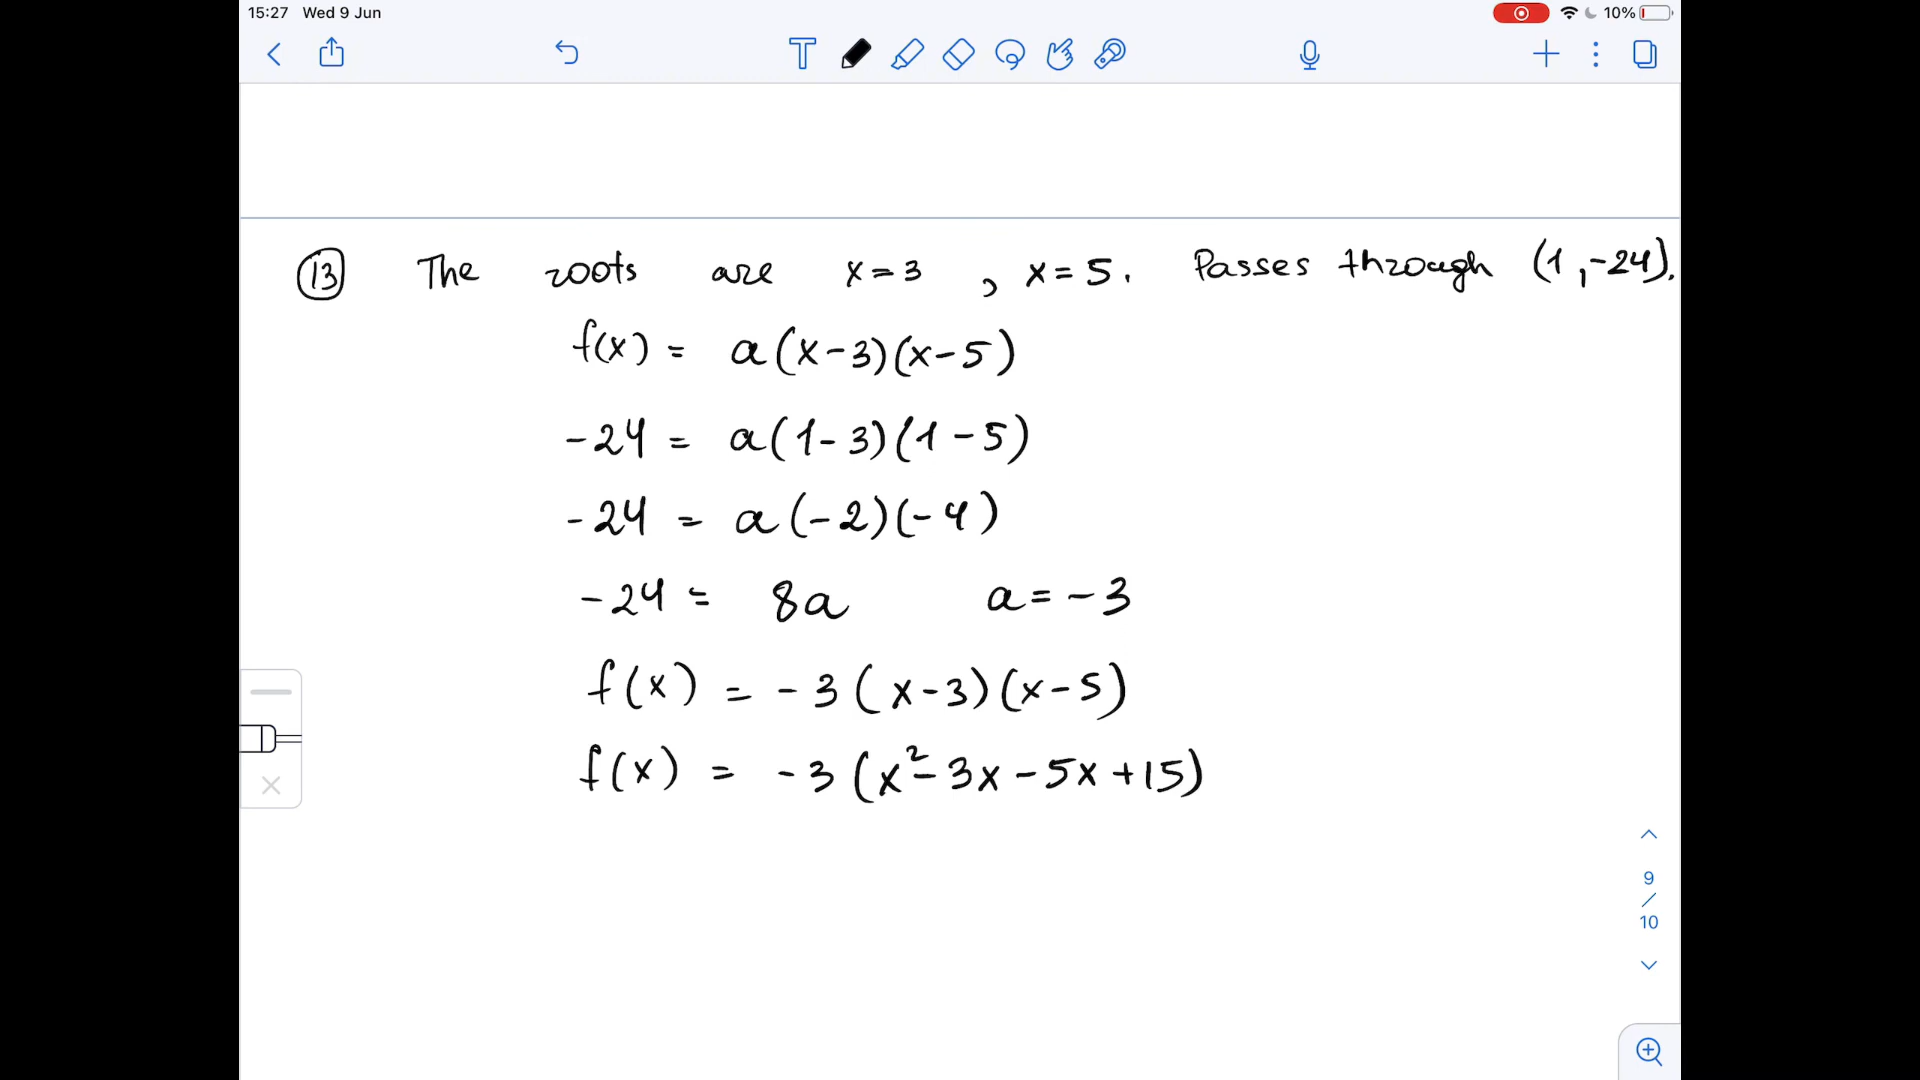 15:27 Wed 9 Jun 10%
T
13 The roots are x = 3 , x = 5. Passes through (1, -24).
f(x) = a(x-3)(x-5)
-24 = a(1-3)(1-5)
-24 = a(-2)(-4)
-24 = 8a a = -3
f(x) = -3(x-3)(x-5)
f(x) = -3(x²-3x-5x+15)
9
/
10